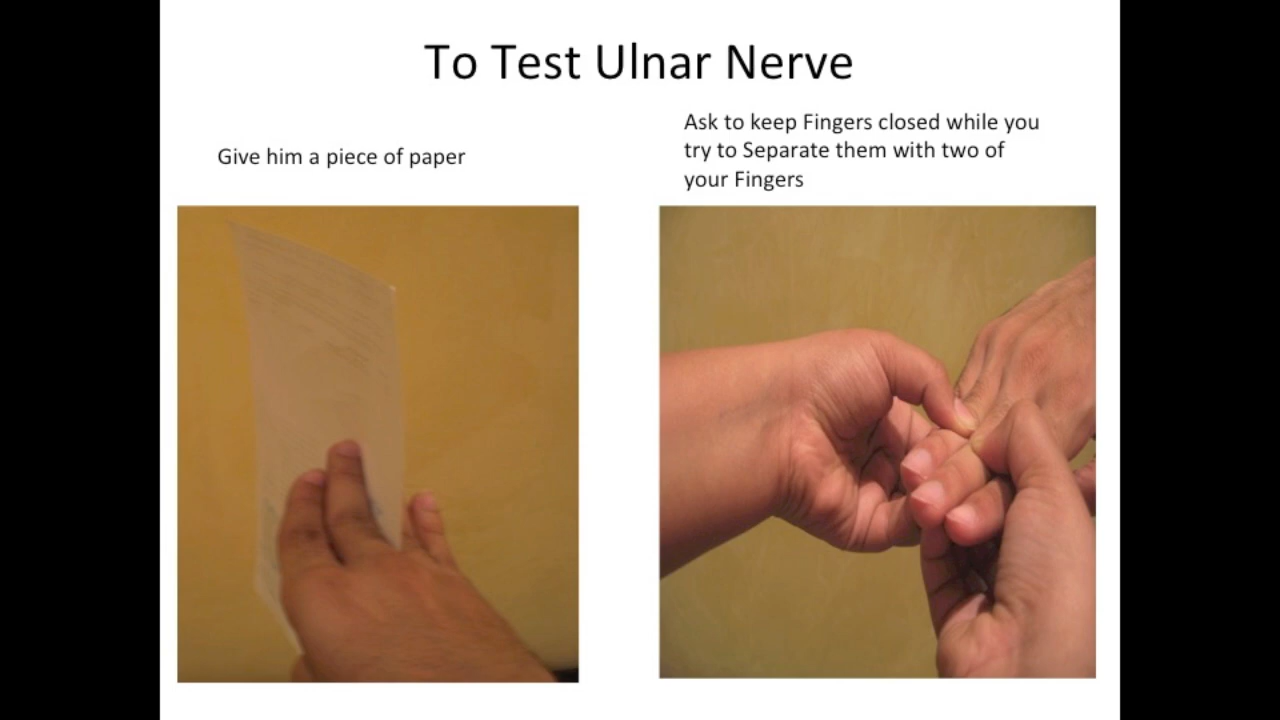 To Test Ulnar Nerve
Give him a piece of paper
Ask to keep Fingers closed while you
try to Separate them with two of
your Fingers